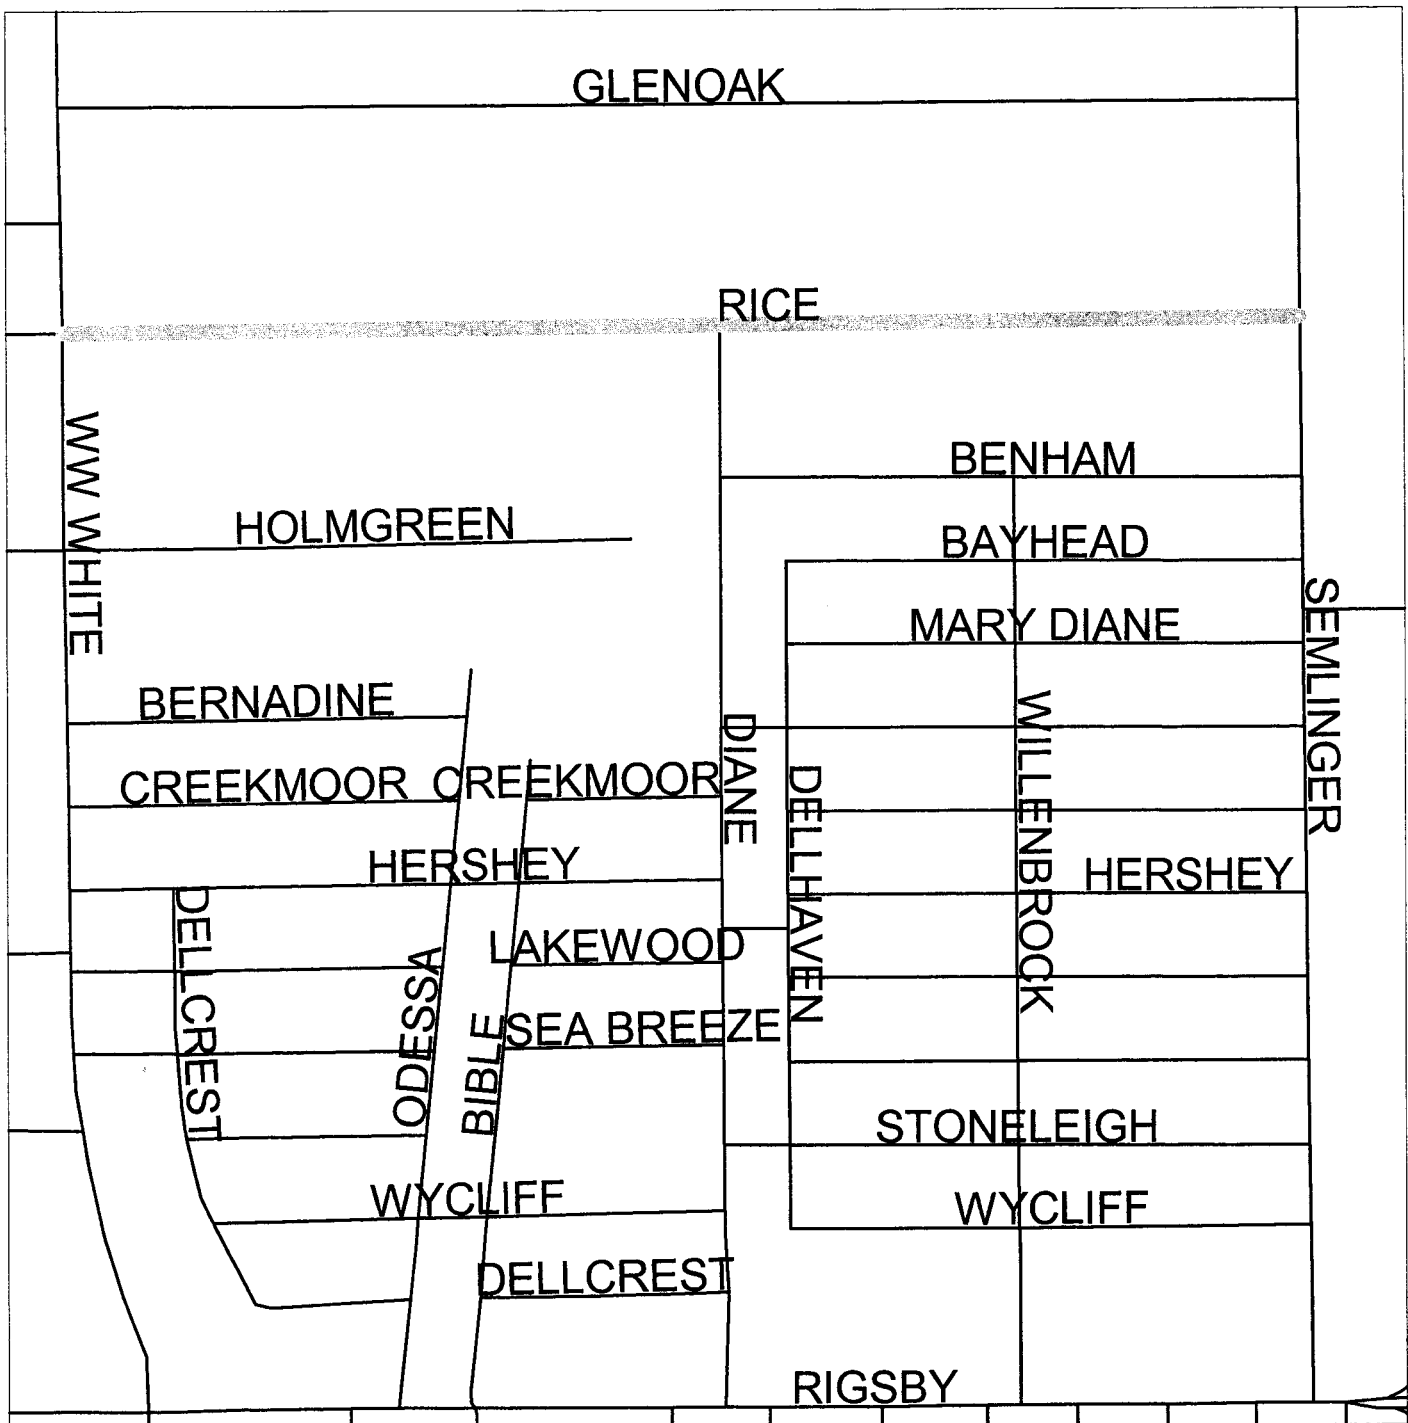 GLENOAK
RICE
WW WHITE
BENHAM
HOLMGREEN
BAYHEAD
SEMLINGER
MARY DIANE
BERNADINE
WILLENBROCK
DIANE
CREEKMOOR CREEKMOOR
DELLHAVEN
HERSHEY
HERSHEY
DELLCREST
LAKEWOOD
ODESSA
SEA BREEZE
BIBLE
STONELEIGH
WYCLIFF
WYCLIFF
DELLCREST
RIGSBY